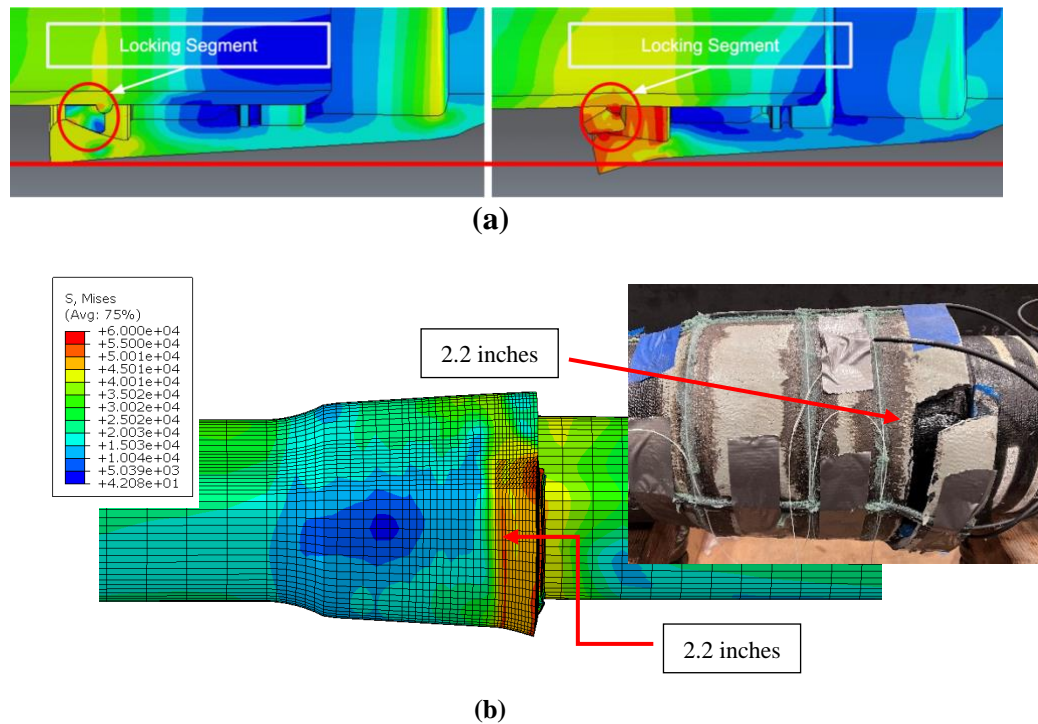 Locking Segment
Locking Segment
(a)
S, Mises
(Avg: 75%)
+6.000e+04
+5.500e+04
+5.001e+04
+4.501e+04
+4.001e+04
+3.502e+04
+3.002e+04
+2.502e+04
+2.003e+04
+1.503e+04
+1.004e+04
+5.039e+03
+4.208e+01
2.2 inches
2.2 inches
(b)